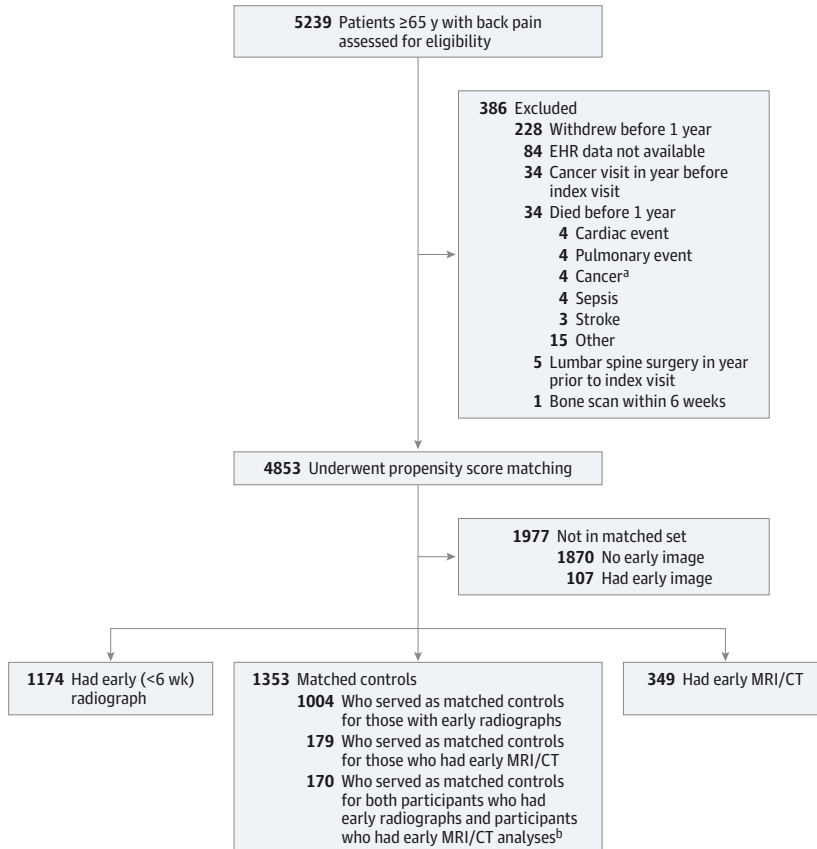 5239 Patients ≥65 y with back pain
assessed for eligibility
386 Excluded
228 Withdrew before 1 year
84 EHR data not available
34 Cancer visit in year before
index visit
34 Died before 1 year
4 Cardiac event
4 Pulmonary event
4 Cancerᵃ
4 Sepsis
3 Stroke
15 Other
5 Lumbar spine surgery in year
prior to index visit
1 Bone scan within 6 weeks
4853 Underwent propensity score matching
1977 Not in matched set
1870 No early image
107 Had early image
1174 Had early (<6 wk)
radiograph
1353 Matched controls
1004 Who served as matched controls
for those with early radiographs
179 Who served as matched controls
for those who had early MRI/CT
170 Who served as matched controls
for both participants who had
early radiographs and participants
who had early MRI/CT analysesᵇ
349 Had early MRI/CT